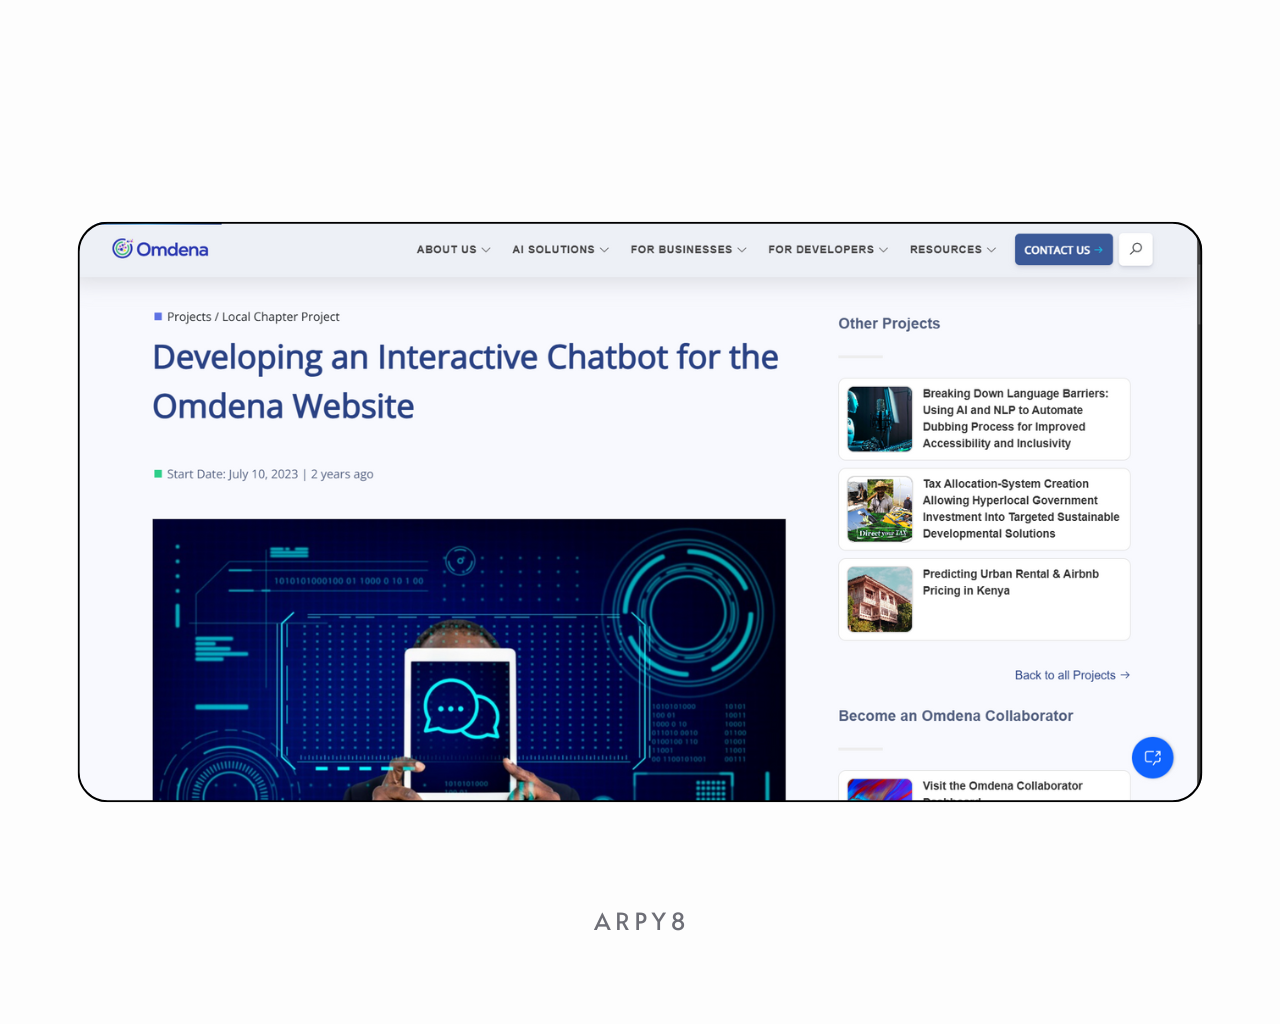 Omdena
ABOUT US
AI SOLUTIONS
FOR BUSINESSES
FOR DEVELOPERS
RESOURCES
CONTACT US →
Projects / Local Chapter Project
Developing an Interactive Chatbot for the
Omdena Website
Start Date: July 10, 2023 | 2 years ago
1010101000100 01 1000 0 10 1 00
Other Projects
Breaking Down Language Barriers:
Using AI and NLP to Automate
Dubbing Process for Improved
Accessibility and Inclusivity
Direct your TAX
Tax Allocation-System Creation
Allowing Hyperlocal Government
Investment Into Targeted Sustainable
Developmental Solutions
Predicting Urban Rental & Airbnb
Pricing in Kenya
Back to all Projects →
Become an Omdena Collaborator
Visit the Omdena Collaborator
ARPY8